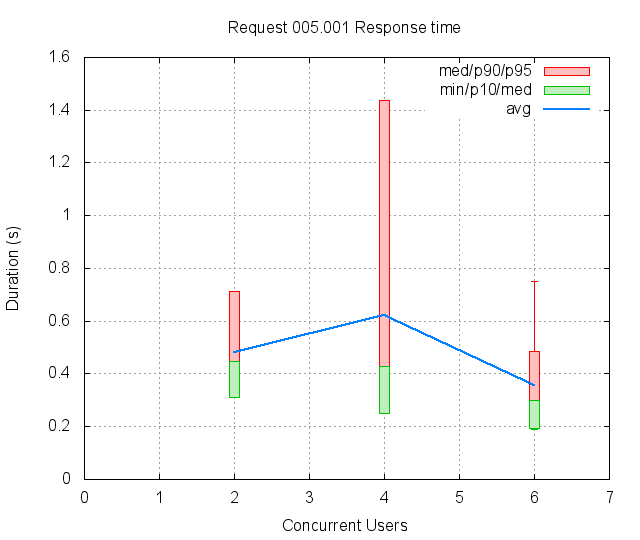 Request 005.001 Response time
med/p90/p95
min/p10/med
avg
1.6
1.4
1.2
1
0.8
0.6
0.4
0.2
0
Duration (s)
0 1 2 3 4 5 6 7
Concurrent Users